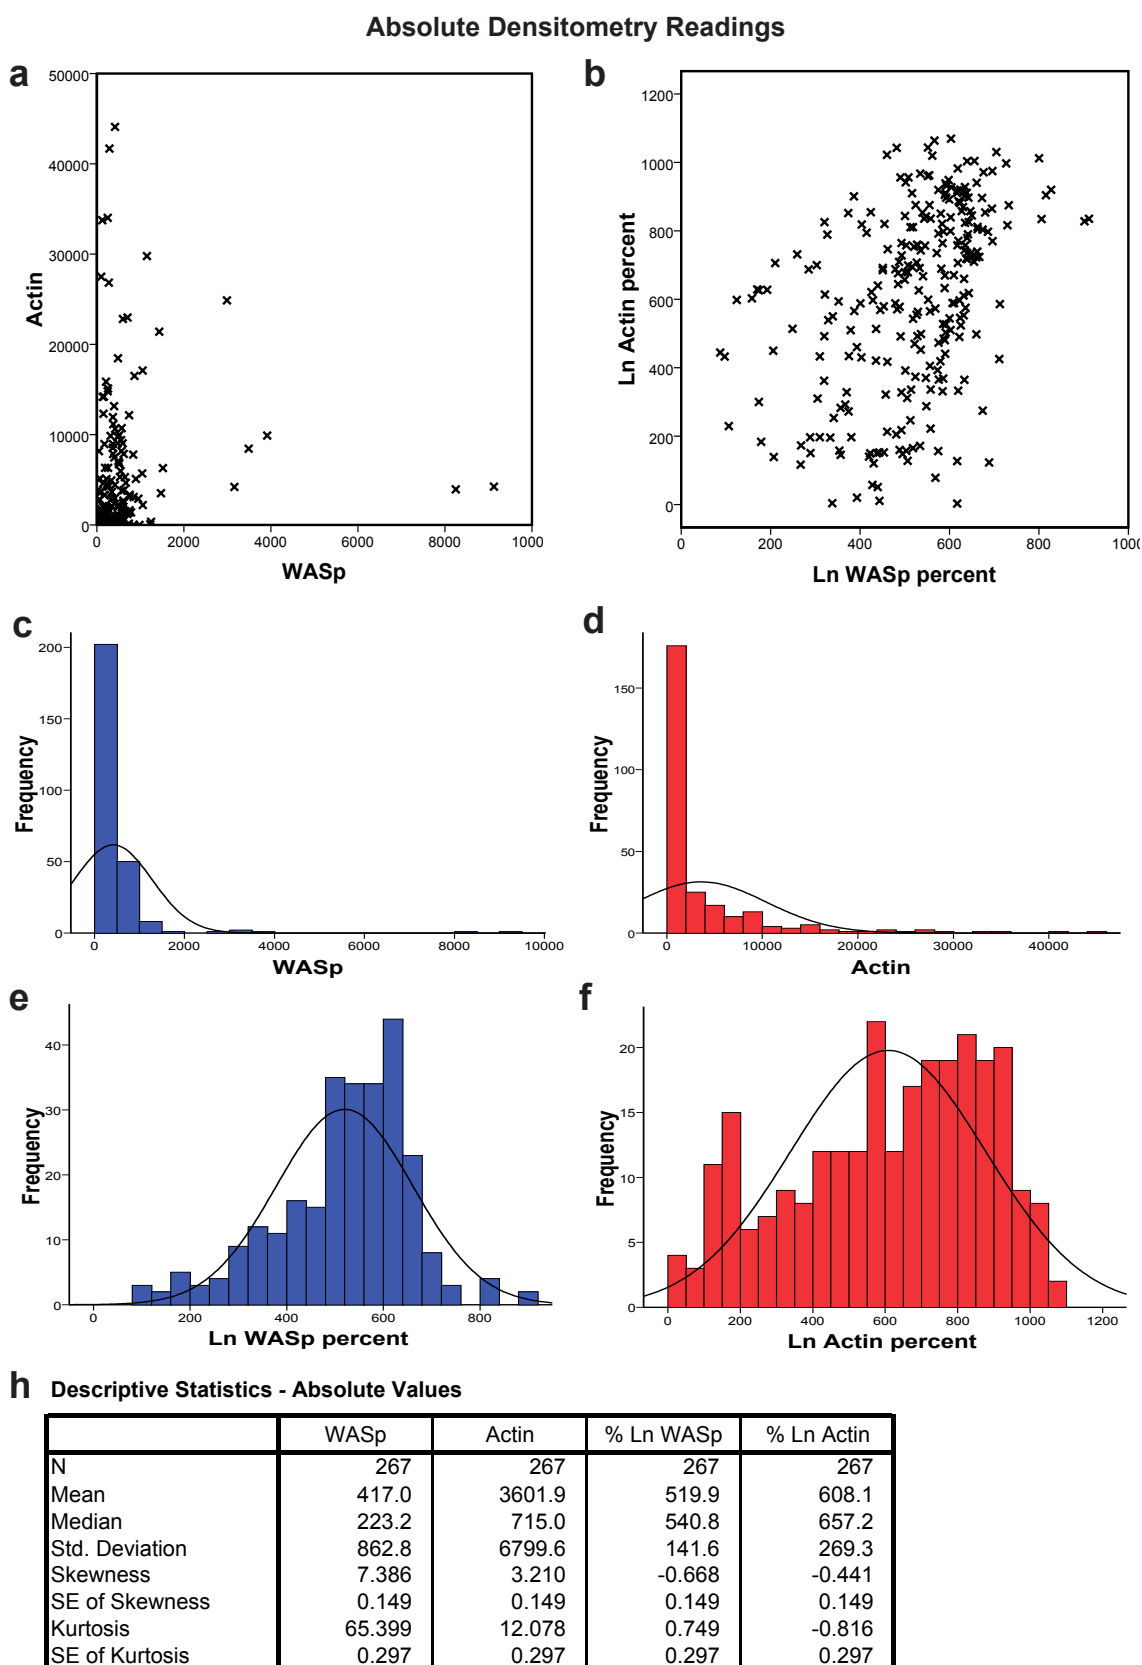 Absolute Densitometry Readings
a
50000
40000
30000
20000
10000
0
Actin
0 2000 4000 6000 8000 1000
WASp
b
1200
1000
800
600
400
200
0
Ln Actin percent
0 200 400 600 800 100
Ln WASp percent
c
200
150
100
50
0
Frequency
0 2000 4000 6000 8000 10000
WASp
d
150
100
50
0
Frequency
0 10000 20000 30000 40000
Actin
e
40
30
20
10
0
Frequency
0 200 400 600 800
Ln WASp percent
f
20
15
10
5
0
Frequency
0 200 400 600 800 1000 1200
Ln Actin percent
h Descriptive Statistics - Absolute Values
WASp Actin % Ln WASp % Ln Actin
N 267 267 267 267
Mean 417.0 3601.9 519.9 608.1
Median 223.2 715.0 540.8 657.2
Std. Deviation 862.8 6799.6 141.6 269.3
Skewness 7.386 3.210 -0.668 -0.441
SE of Skewness 0.149 0.149 0.149 0.149
Kurtosis 65.399 12.078 0.749 -0.816
SE of Kurtosis 0.297 0.297 0.297 0.297